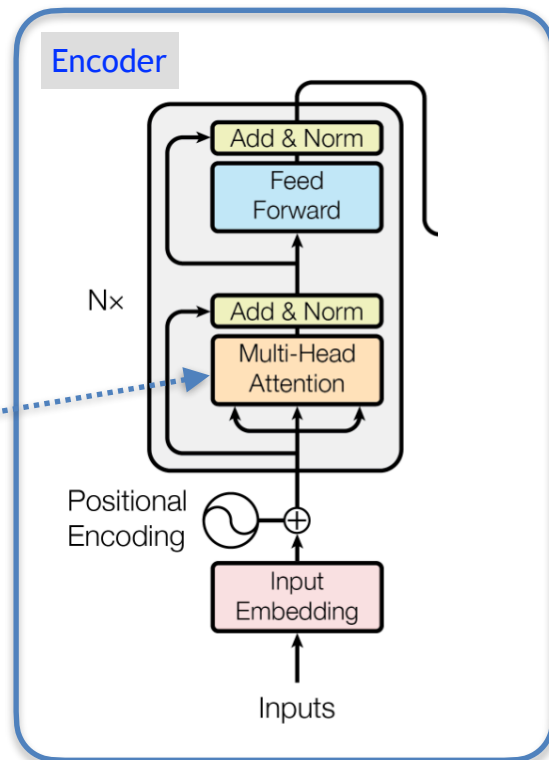 Encoder
Add & Norm
Feed
Forward
N×
Add & Norm
Multi-Head
Attention
Positional
Encoding
Input
Embedding
Inputs